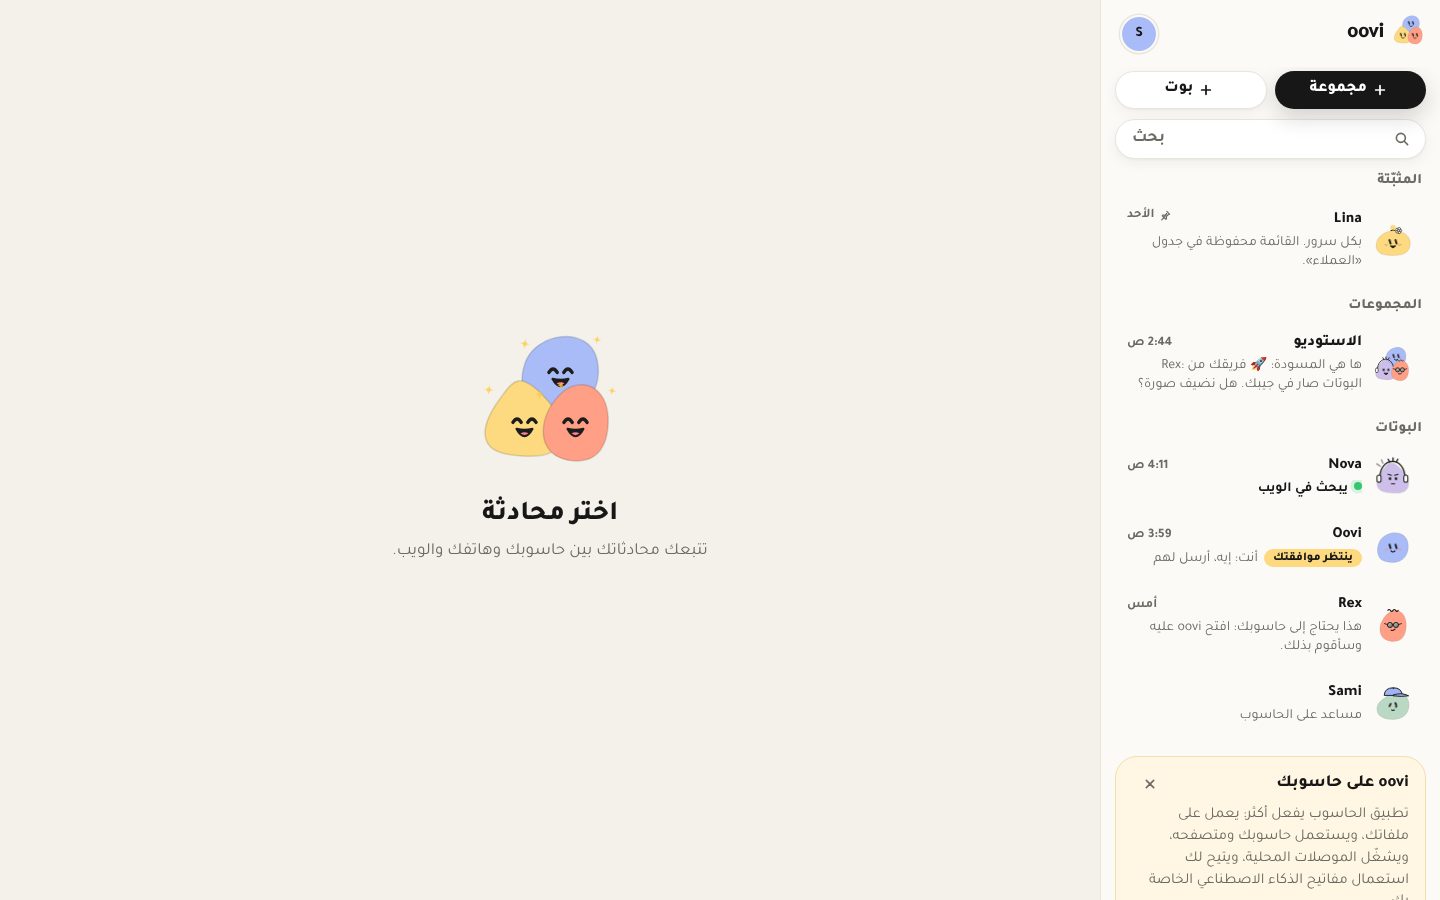 oovi
S
+ مجموعة
+ بوت
بحث
المثبّتة
Lina
الأحد
بكل سرور. القائمة محفوظة في جدول
«العملاء».
المجموعات
الاستوديو
2:44 ص
Rex: ها هي المسودة: 🚀 فريقك من
البوتات صار في جيبك. هل نضيف صورة؟
البوتات
Nova
4:11 ص
يبحث في الويب
Oovi
3:59 ص
ينتظر موافقتك
أنت: إيه، أرسل لهم
Rex
أمس
هذا يحتاج إلى حاسوبك: افتح oovi عليه
وسأقوم بذلك.
Sami
مساعد على الحاسوب
oovi على حاسوبك
تطبيق الحاسوب يفعل أكثر: يعمل على
ملفاتك، ويستعمل حاسوبك ومتصفحه،
ويشغّل الموصلات المحلية، ويتيح لك
استعمال مفاتيح الذكاء الاصطناعي الخاصة
اختر محادثة
تتبعك محادثاتك بين حاسوبك وهاتفك والويب.